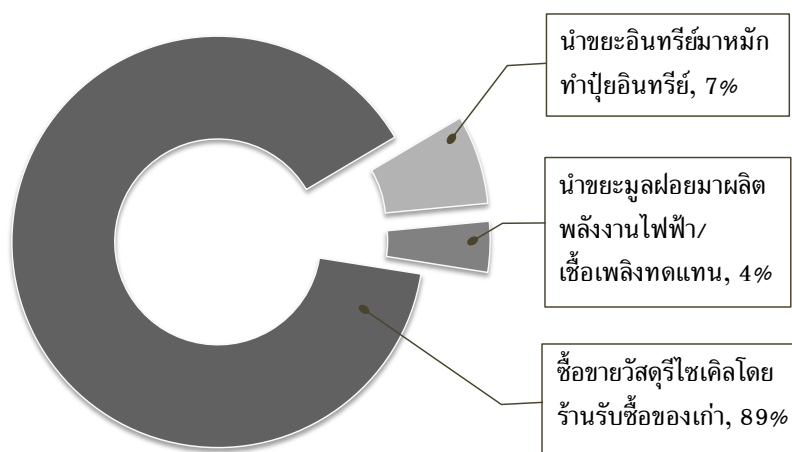 นำขยะอินทรีย์มาหมัก
ทำปุ๋ยอินทรีย์, 7%
นำขยะมูลฝอยมาผลิต
พลังงานไฟฟ้า/
เชื้อเพลิงทดแทน, 4%
ซื้อขายวัสดุรีไซเคิลโดย
ร้านรับซื้อของเก่า, 89%